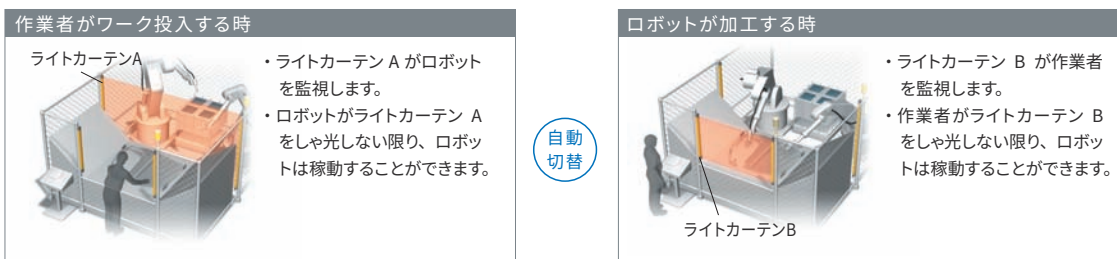 作業者がワーク投入する時
ライトカーテンA
・ライトカーテン A がロボット
を監視します。
・ロボットがライトカーテン A
をしゃ光しない限り、ロボッ
トは稼動することができます。
自動
切替
ロボットが加工する時
・ライトカーテン B が作業者
を監視します。
・作業者がライトカーテン B
をしゃ光しない限り、ロボッ
トは稼動することができます。
ライトカーテンB